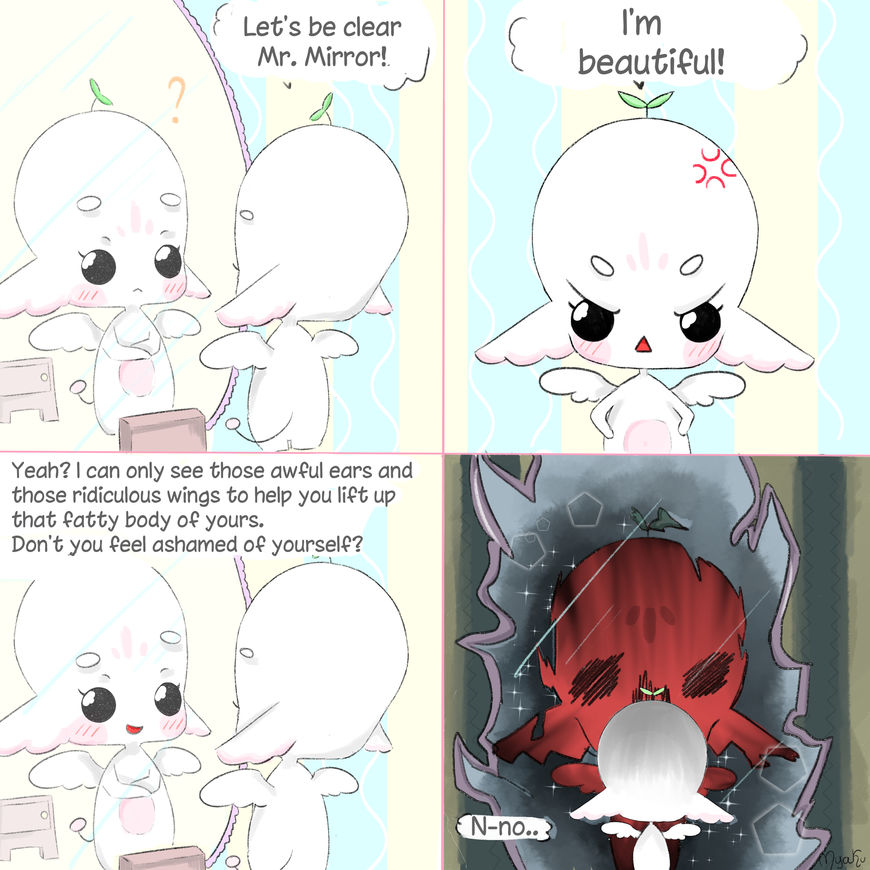 Let's be clear
Mr. Mirror!
I'm
beautiful!
?
Yeah? I can only see those awful ears and
those ridiculous wings to help you lift up
that fatty body of yours.
Don't you feel ashamed of yourself?
N-no..
Myaku